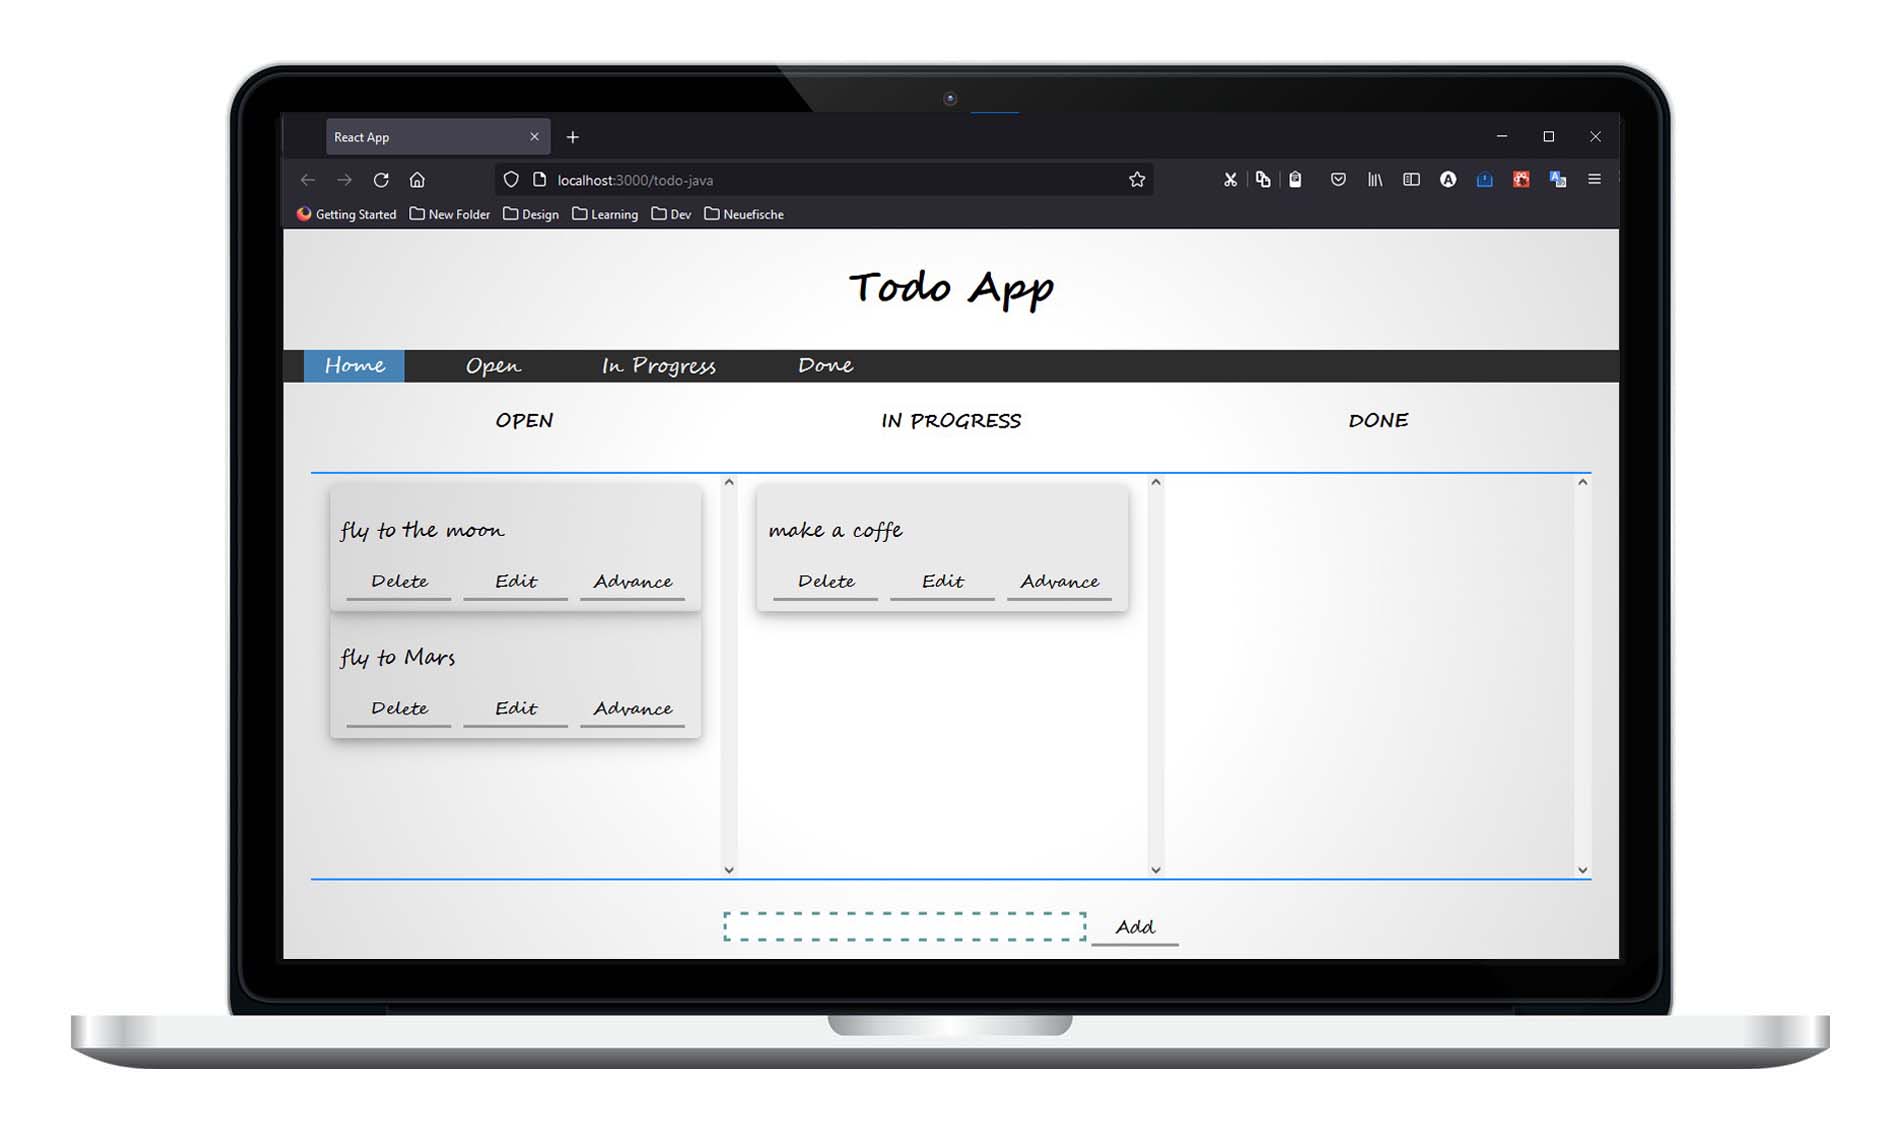 React App
localhost:3000/todo-java
Getting Started New Folder Design Learning Dev Neuefische
Todo App
Home Open In Progress Done
OPEN IN PROGRESS DONE
fly to the moon
Delete Edit Advance
fly to Mars
Delete Edit Advance
make a coffe
Delete Edit Advance
Add